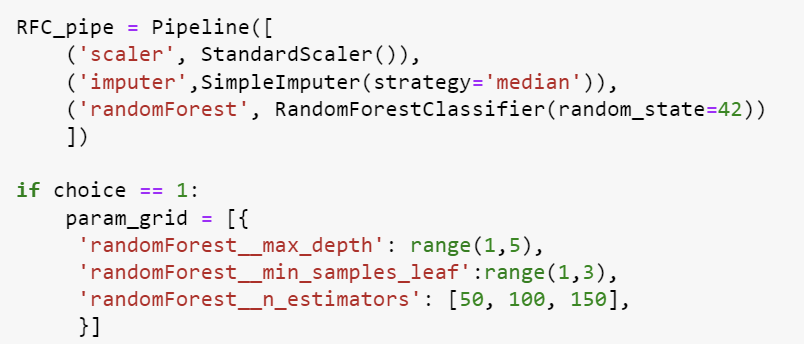 RFC_pipe = Pipeline([
    ('scaler', StandardScaler()),
    ('imputer',SimpleImputer(strategy='median')),
    ('randomForest', RandomForestClassifier(random_state=42))
    ])

if choice == 1:
    param_grid = [{
     'randomForest__max_depth': range(1,5),
     'randomForest__min_samples_leaf':range(1,3),
     'randomForest__n_estimators': [50, 100, 150],
     }]